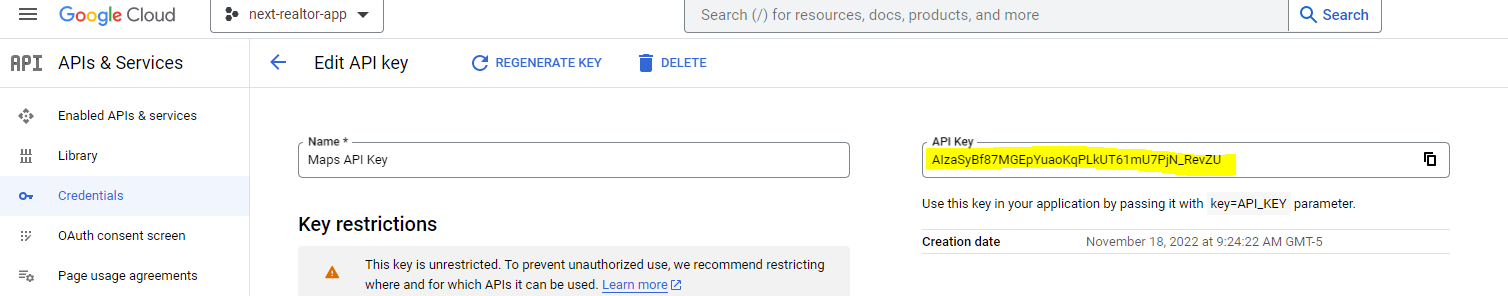 Google Cloud
next-realtor-app
Search (/) for resources, docs, products, and more
Search
API APIs & Services
Edit API key
REGENERATE KEY
DELETE
Enabled APIs & services
Library
Credentials
OAuth consent screen
Page usage agreements
Name *
Maps API Key
Key restrictions
This key is unrestricted. To prevent unauthorized use, we recommend restricting
where and for which APIs it can be used. Learn more
API Key
AIzaSyBf87MGEpYuaoKqPLkUT61mU7PjN_RevZU
Use this key in your application by passing it with key=API_KEY parameter.
Creation date November 18, 2022 at 9:24:22 AM GMT-5